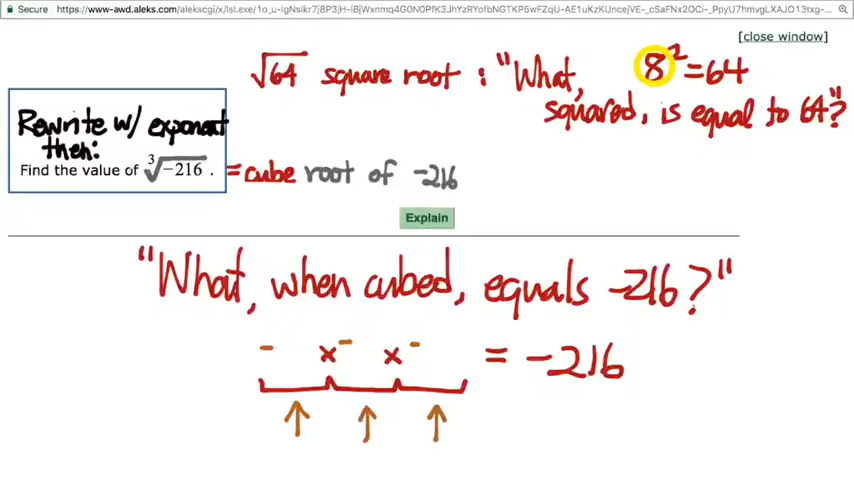 Secure
[close window]
√64 square root : "What, 8² = 64
squared, is equal to 64"?
Rewrite w/ exponent
then:
Find the value of ∛−216 . = cube root of -216
Explain
"What, when cubed, equals -216?"
- × - × - = -216